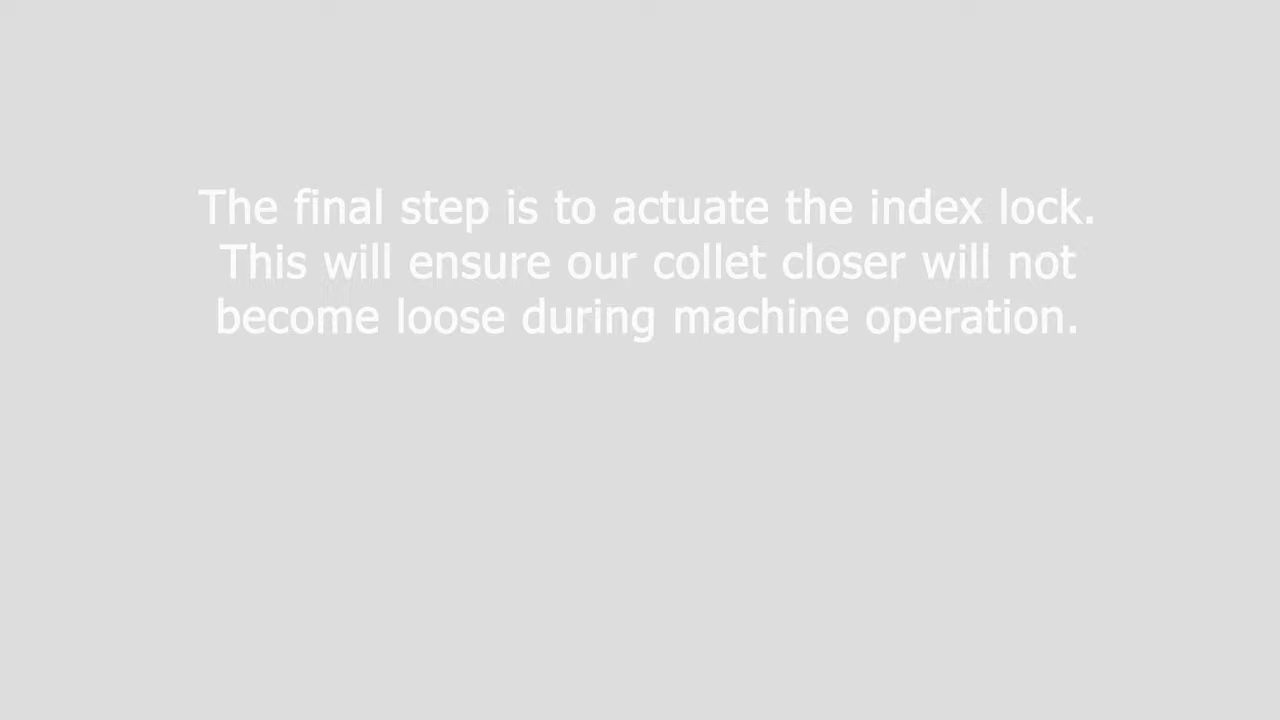 The final step is to actuate the index lock.
This will ensure our collet closer will not
become loose during machine operation.